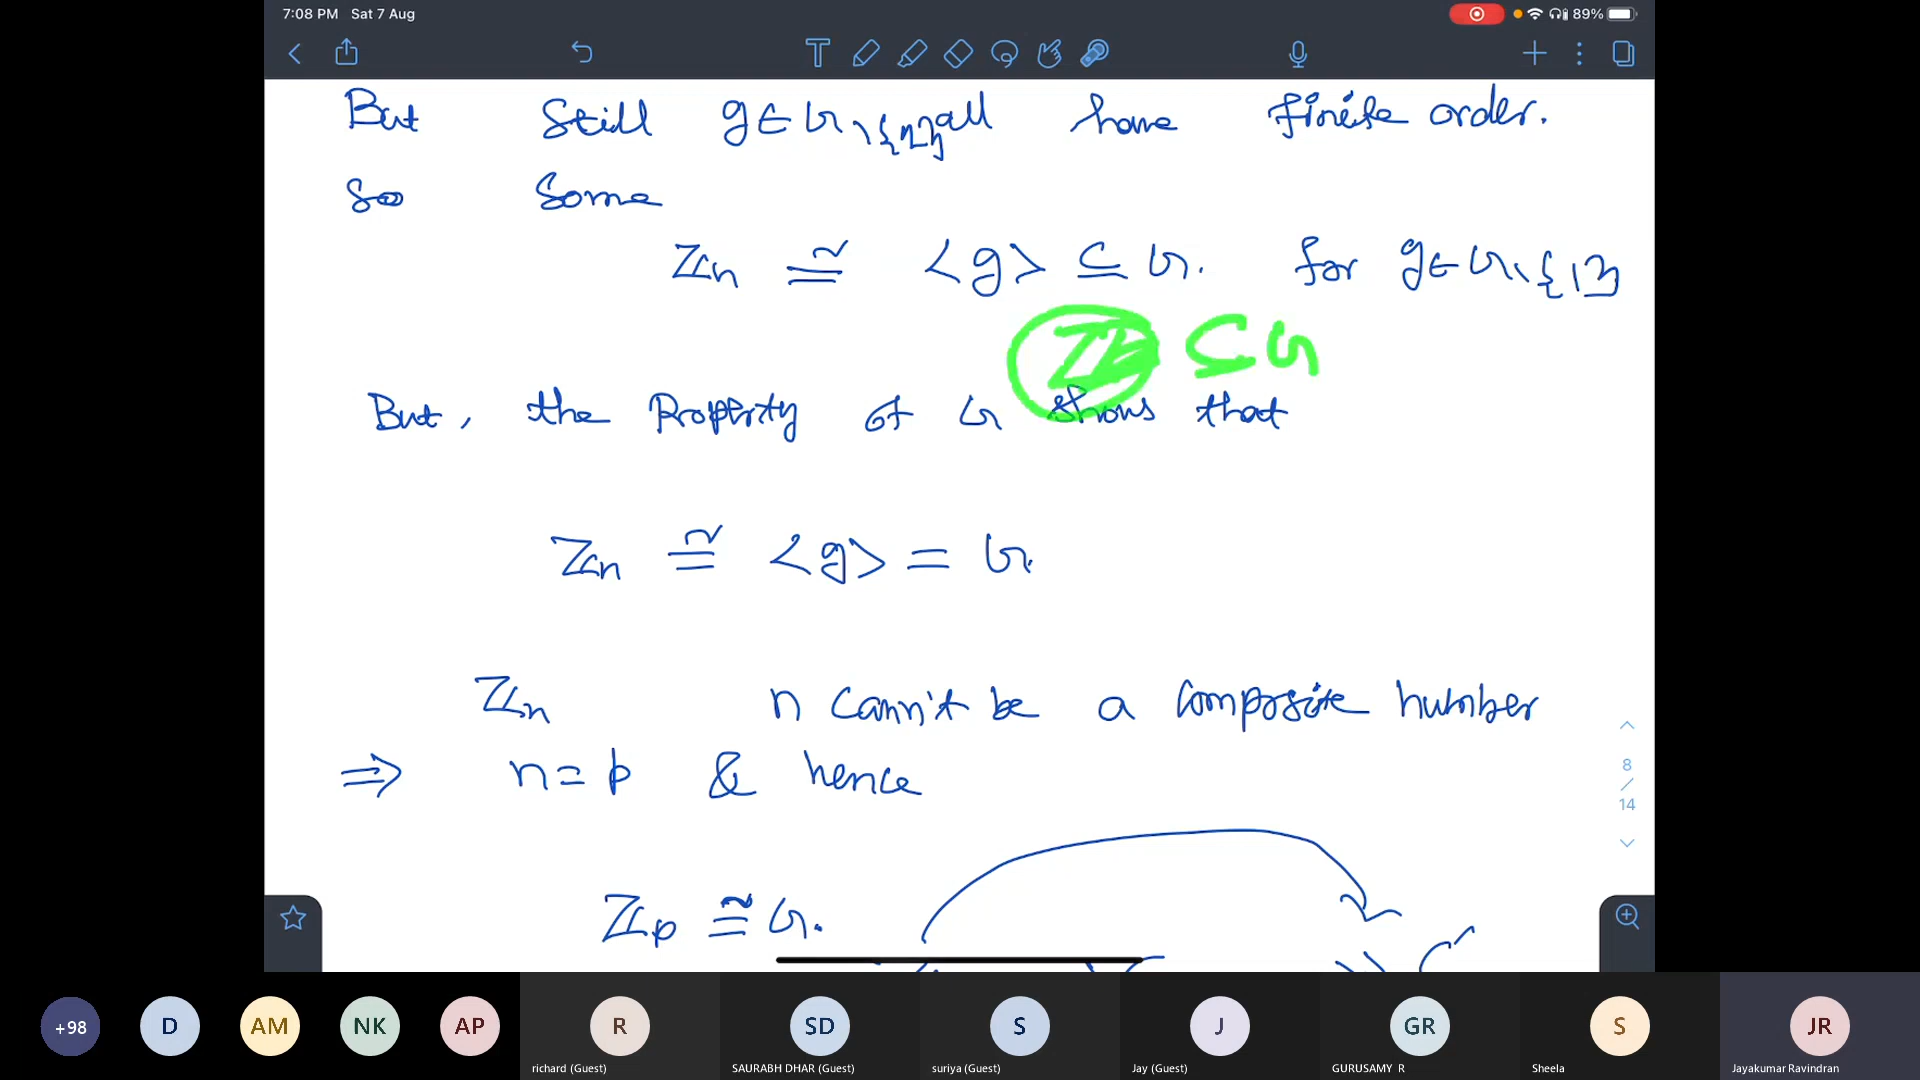 7:08 PM Sat 7 Aug 89%
But still g∈G\{1} all have finite order.
So some
ℤn ≅ <g> ⊆ G. for g∈G\{1}
ℤ ⊆ G
But, the Property of G shows that
ℤn ≅ <g> = G.
ℤn n cann't be a composite number
⇒ n=p & hence
8
/
14
ℤp ≅ G.
+98 D AM NK AP R SD S J GR S JR
richard (Guest) SAURABH DHAR (Guest) suriya (Guest) Jay (Guest) GURUSAMY R Sheela Jayakumar Ravindran